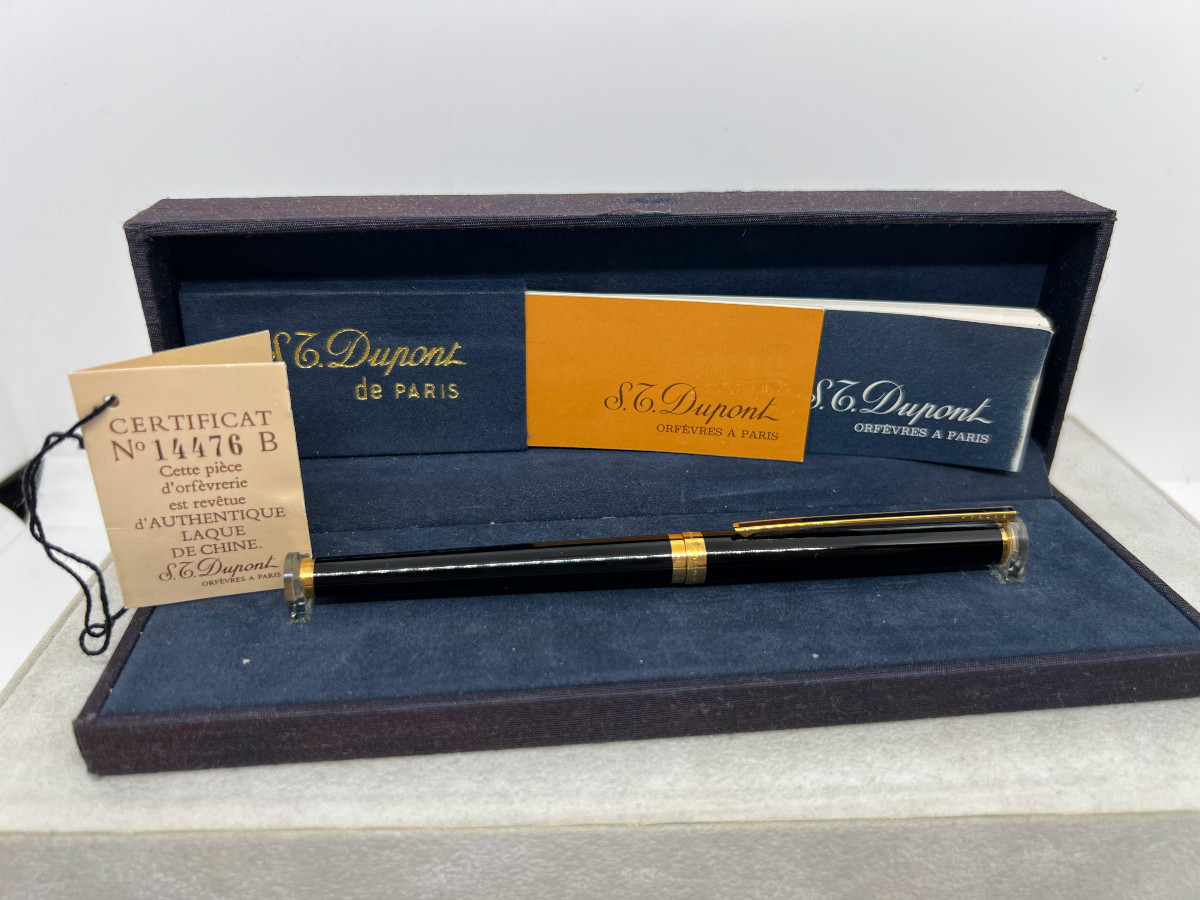 CERTIFICAT
No 14476 B
Cette pièce
d'orfèvrerie
est revêtue
d'AUTHENTIQUE
LAQUE
DE CHINE.
S.T. Dupont
ORFÈVRES A PARIS
S.T. Dupont
de PARIS
S.T. Dupont
ORFÈVRES A PARIS
S.T. Dupont
ORFÈVRES A PARIS